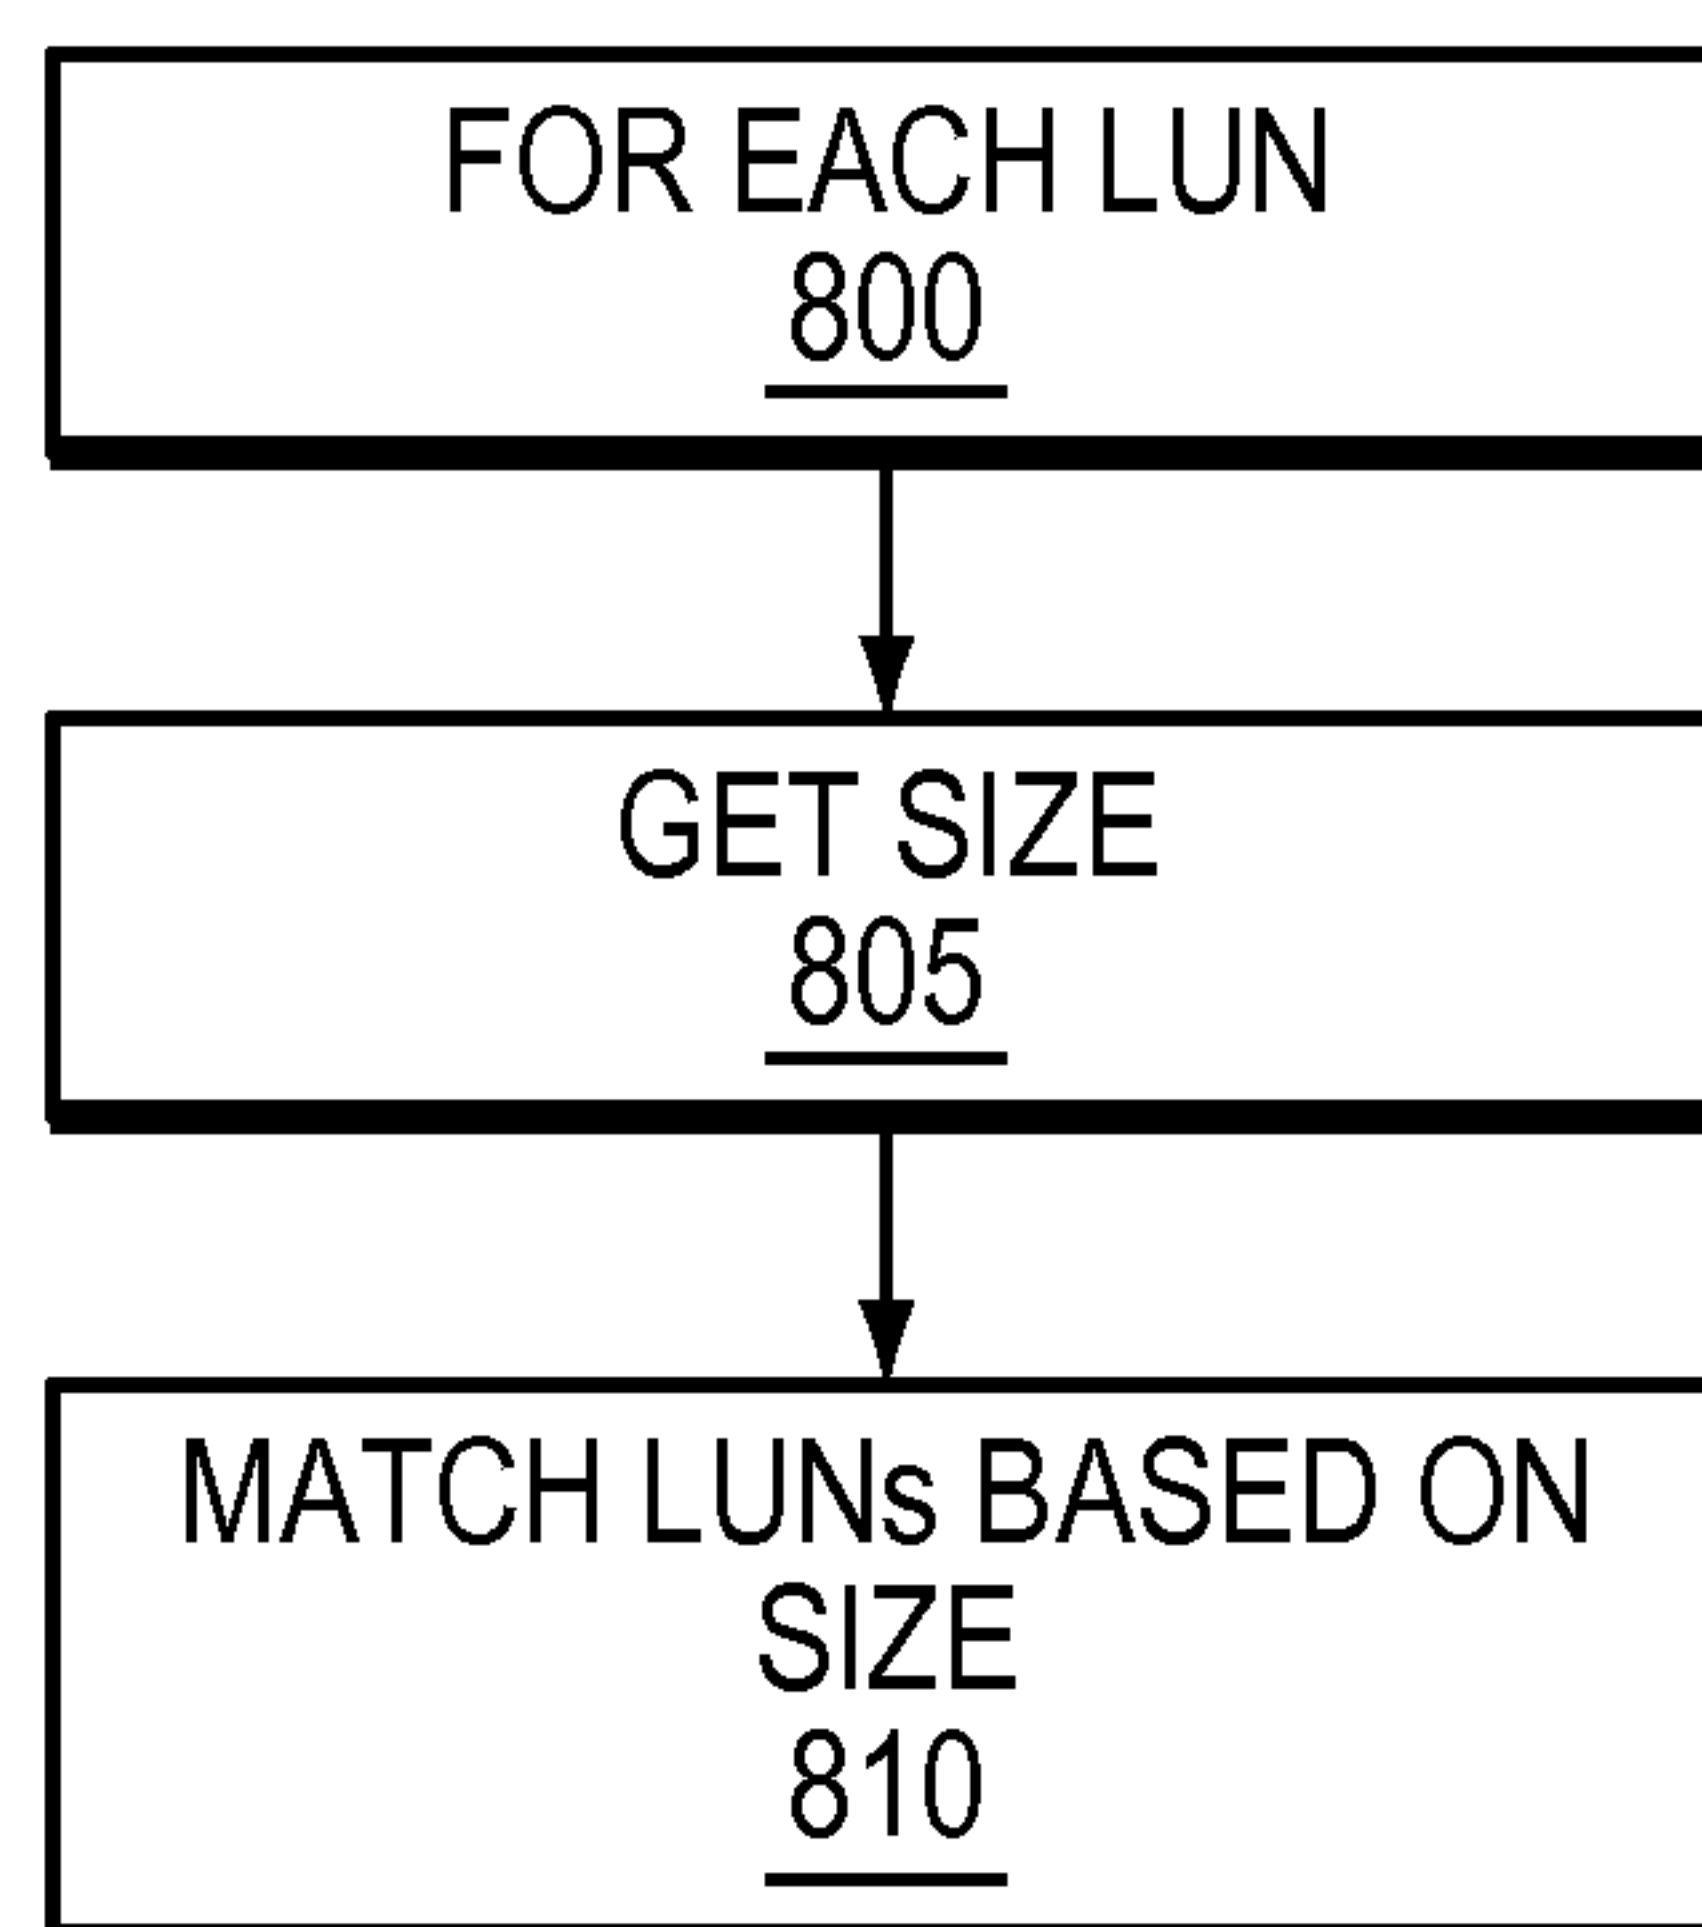 FOR EACH LUN
800
GET SIZE
805
MATCH LUNs BASED ON
SIZE
810